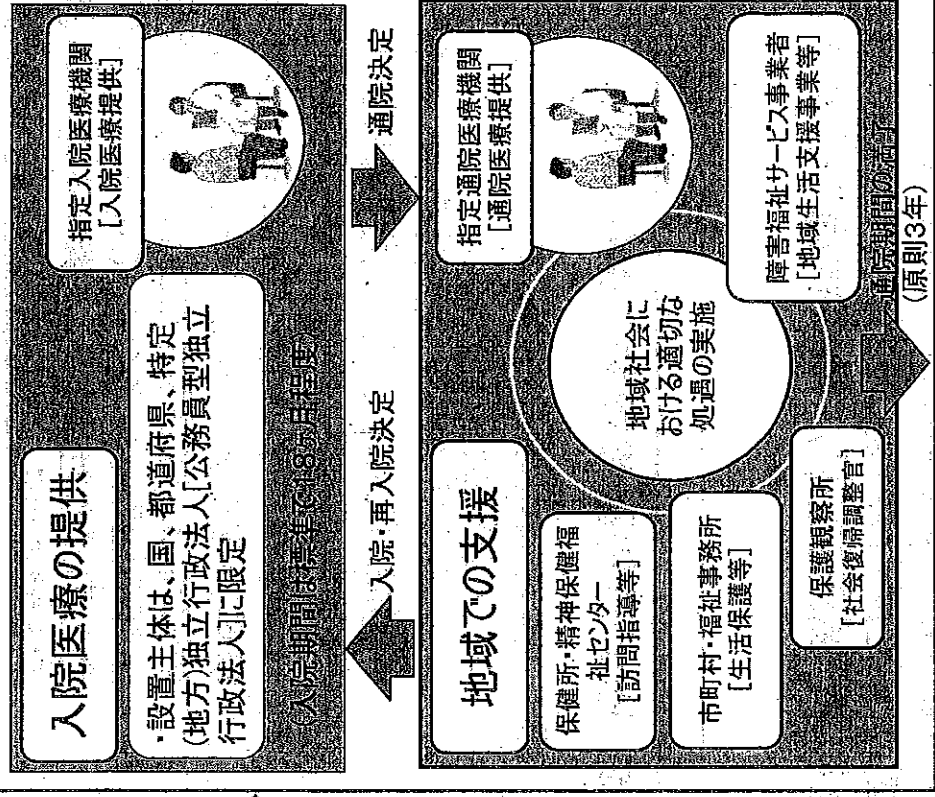 入院医療の提供
・設置主体は、国、都道府県、特定
(地方)独立行政法人[公務員型独立
行政法人]に限定
(入院期間は標準で18ヶ月程度)
指定入院医療機関
[入院医療提供]
入院・再入院決定
通院決定
地域での支援
保健所・精神保健福
祉センター
[訪問指導等]
市町村・福祉事務所
[生活保護等]
保護観察所
[社会復帰調整官]
地域社会に
おける適切な
処遇の実施
指定通院医療機関
[通院医療提供]
障害福祉サービス事業者
[地域生活支援事業等]
通院期間の満了
(原則3年)